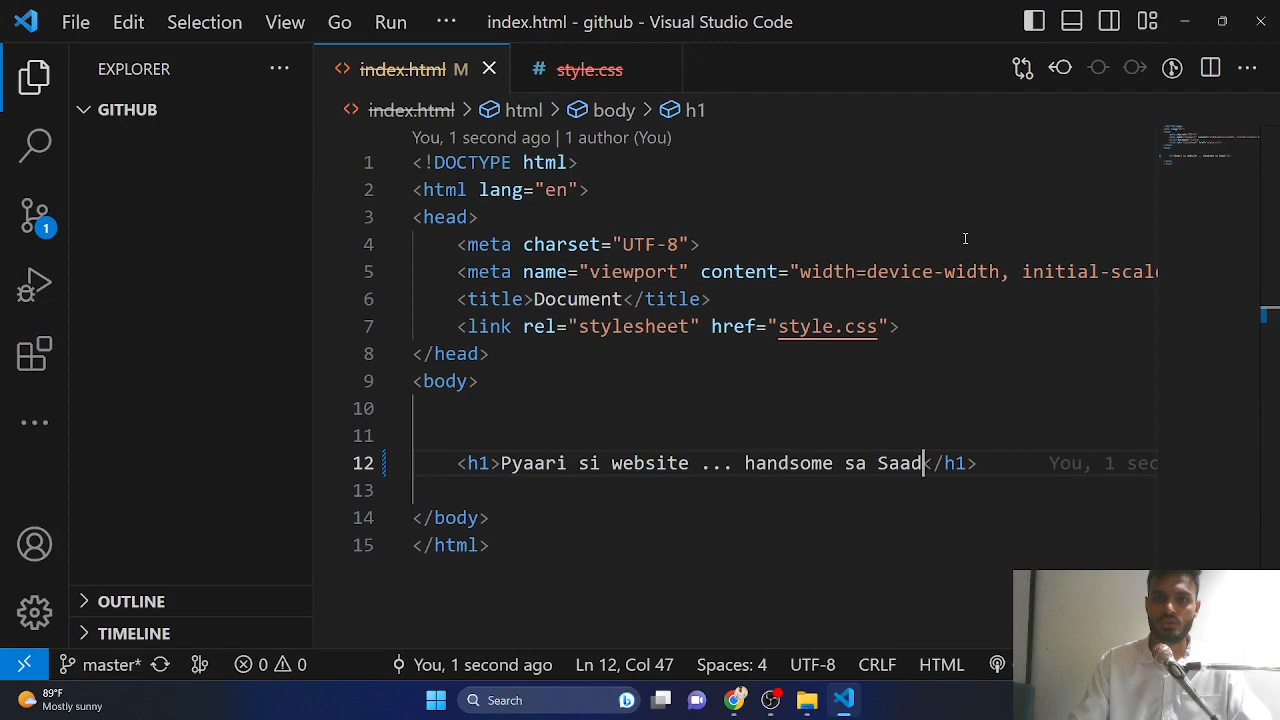 File Edit Selection View Go Run ··· index.html - github - Visual Studio Code
EXPLORER ···
index.html M
# style.css
GITHUB
index.html > html > body > h1
You, 1 second ago | 1 author (You)
1 <!DOCTYPE html>
2 <html lang="en">
3 <head>
4 <meta charset="UTF-8">
5 <meta name="viewport" content="width=device-width, initial-scale
6 <title>Document</title>
7 <link rel="stylesheet" href="style.css">
8 </head>
9 <body>
10
11
12 <h1>Pyaari si website ... handsome sa Saad</h1> You, 1 sec
13
14 </body>
15 </html>
1
OUTLINE
TIMELINE
master* 0 0 You, 1 second ago Ln 12, Col 47 Spaces: 4 UTF-8 CRLF HTML
89°F
Mostly sunny
Search